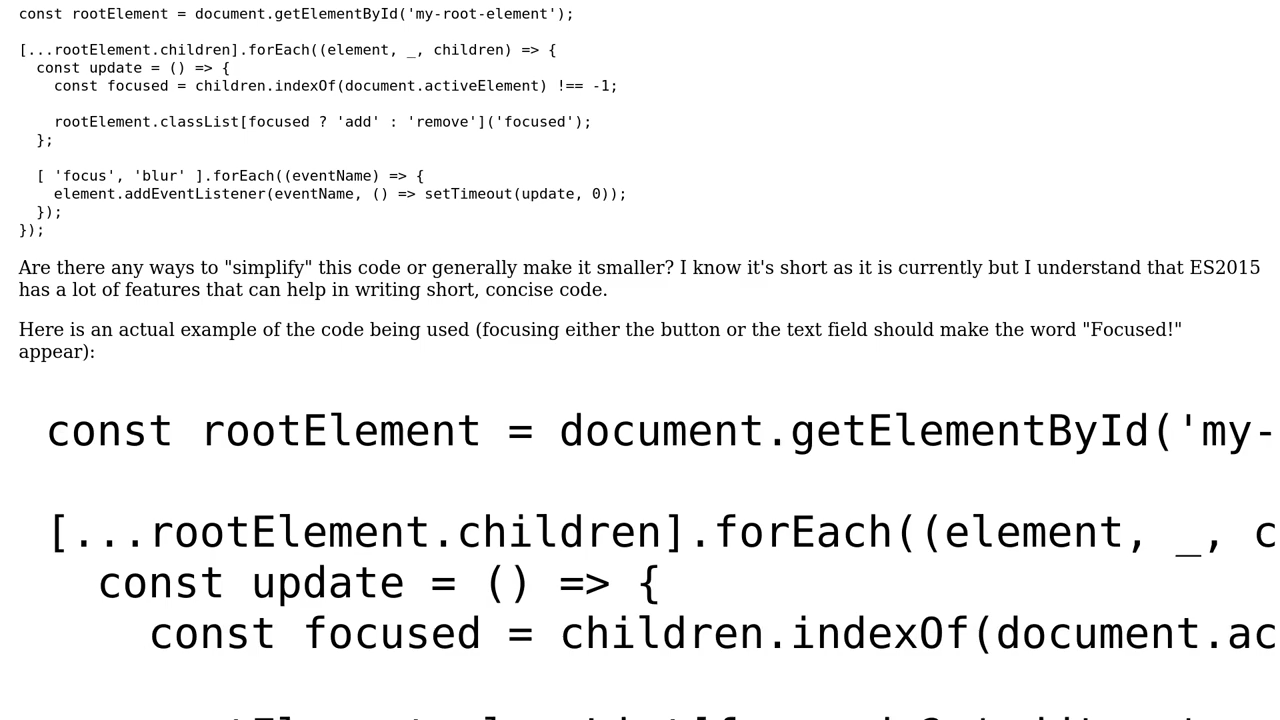 const rootElement = document.getElementById('my-root-element');
[...rootElement.children].forEach((element, _, children) => {
  const update = () => {
    const focused = children.indexOf(document.activeElement) !== -1;
    rootElement.classList[focused ? 'add' : 'remove']('focused');
  };
  [ 'focus', 'blur' ].forEach((eventName) => {
    element.addEventListener(eventName, () => setTimeout(update, 0));
  });
});
Are there any ways to "simplify" this code or generally make it smaller? I know it's short as it is currently but I understand that ES2015
has a lot of features that can help in writing short, concise code.
Here is an actual example of the code being used (focusing either the button or the text field should make the word "Focused!"
appear):
const rootElement = document.getElementById('my-
[...rootElement.children].forEach((element, _, c
  const update = () => {
    const focused = children.indexOf(document.ac